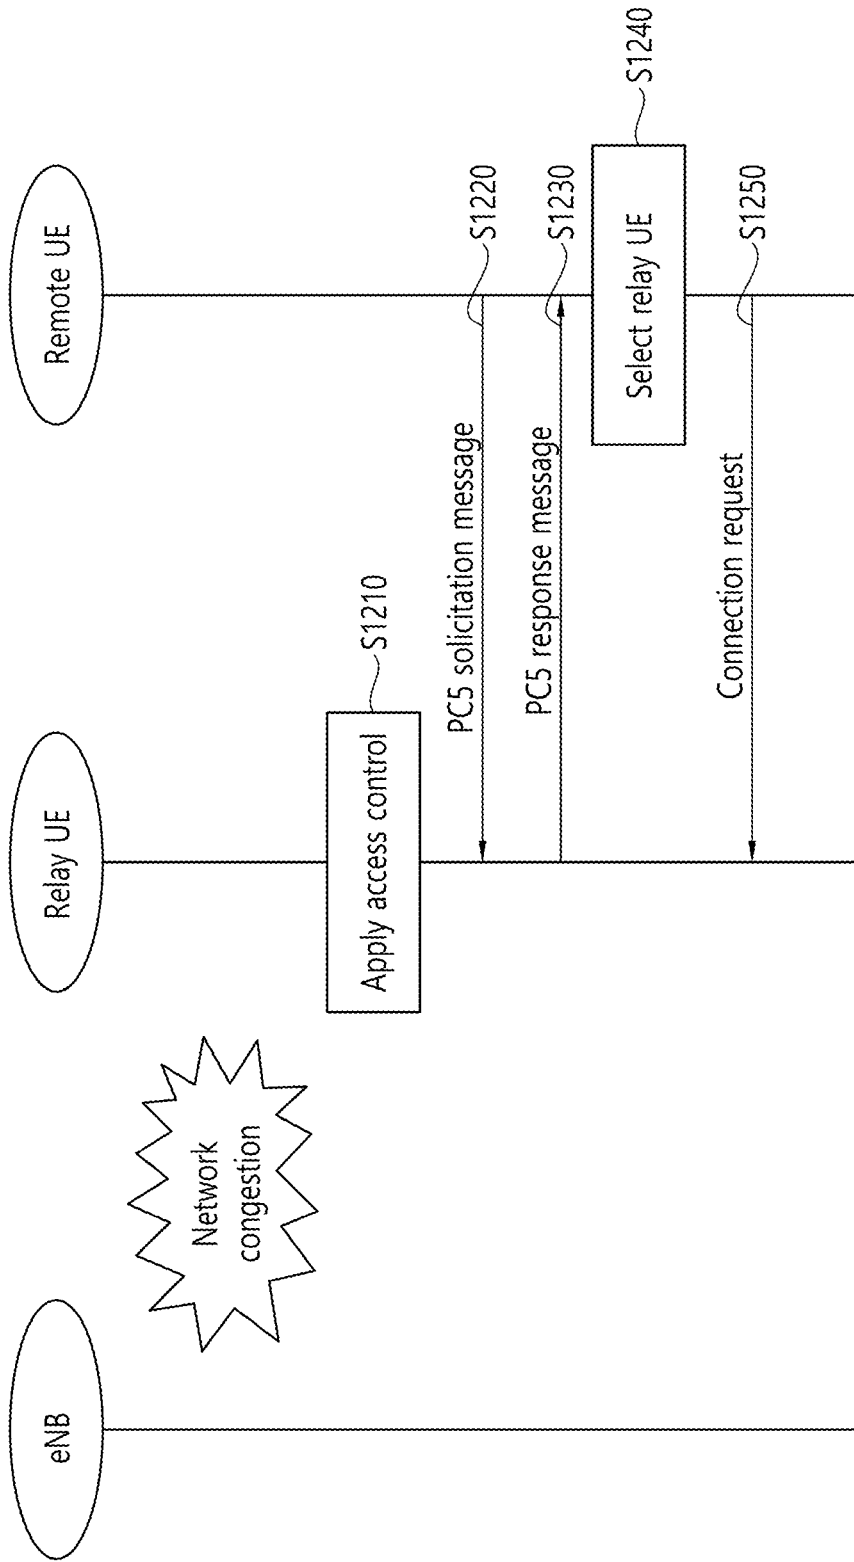 eNB
Relay UE
Remote UE
Network
congestion
Apply access control
S1210
PC5 solicitation message
S1220
PC5 response message
S1230
Select relay UE
S1240
Connection request
S1250